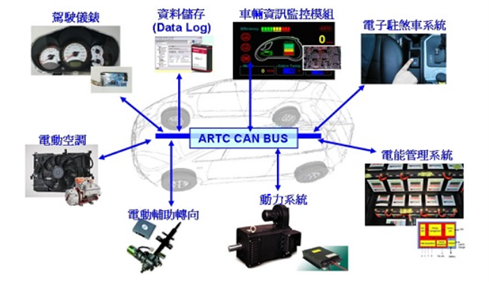 駕駛儀錶
資料儲存
(Data Log)
車輛資訊監控模組
電子駐煞車系統
0
ARTC CAN BUS
電動空調
電能管理系統
電動輔助轉向
動力系統